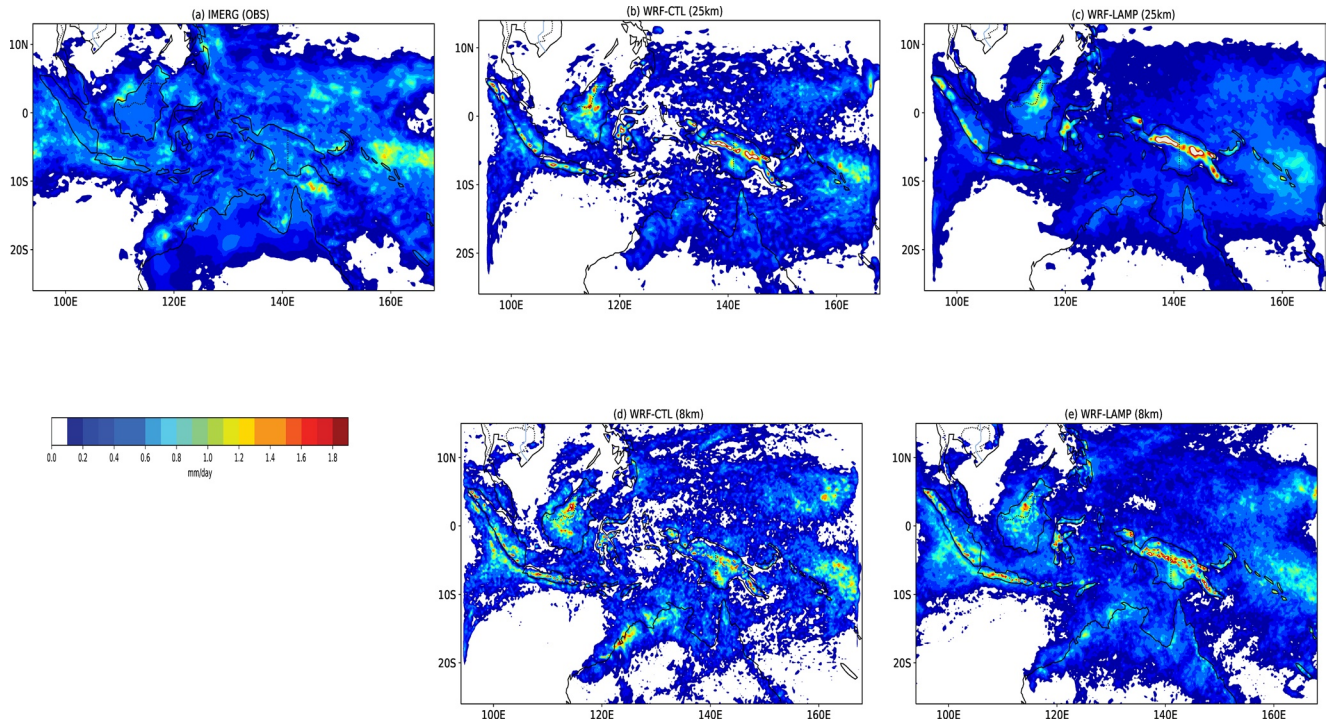 (a) IMERG (OBS)
(b) WRF-CTL (25km)
(c) WRF-LAMP (25km)
10N
0
10S
20S
100E 120E 140E 160E
10N
0
10S
20S
100E 120E 140E 160E
10N
0
10S
20S
100E 120E 140E 160E
0.0 0.2 0.4 0.6 0.8 1.0 1.2 1.4 1.6 1.8
mm/day
(d) WRF-CTL (8km)
(e) WRF-LAMP (8km)
10N
0
10S
20S
100E 120E 140E 160E
10N
0
10S
20S
100E 120E 140E 160E